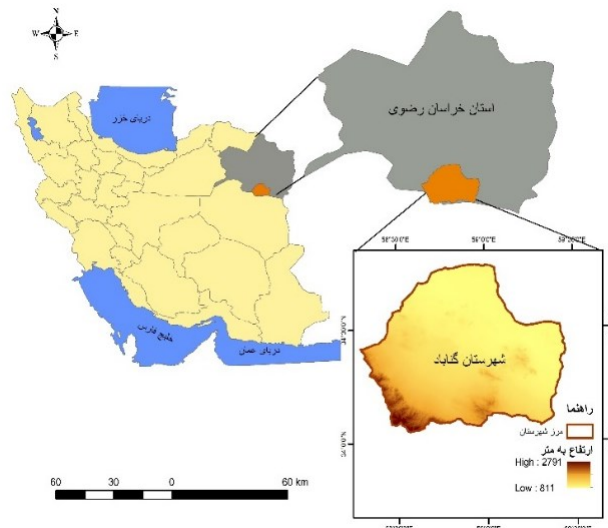 N
W E
S
دریای خزر
استان خراسان رضوی
خلیج فارس
دریای عمان
شهرستان گناباد
راهنما
مرز شهرستان
ارتفاع به متر
High : 2791
Low : 811
60 30 0 60 km